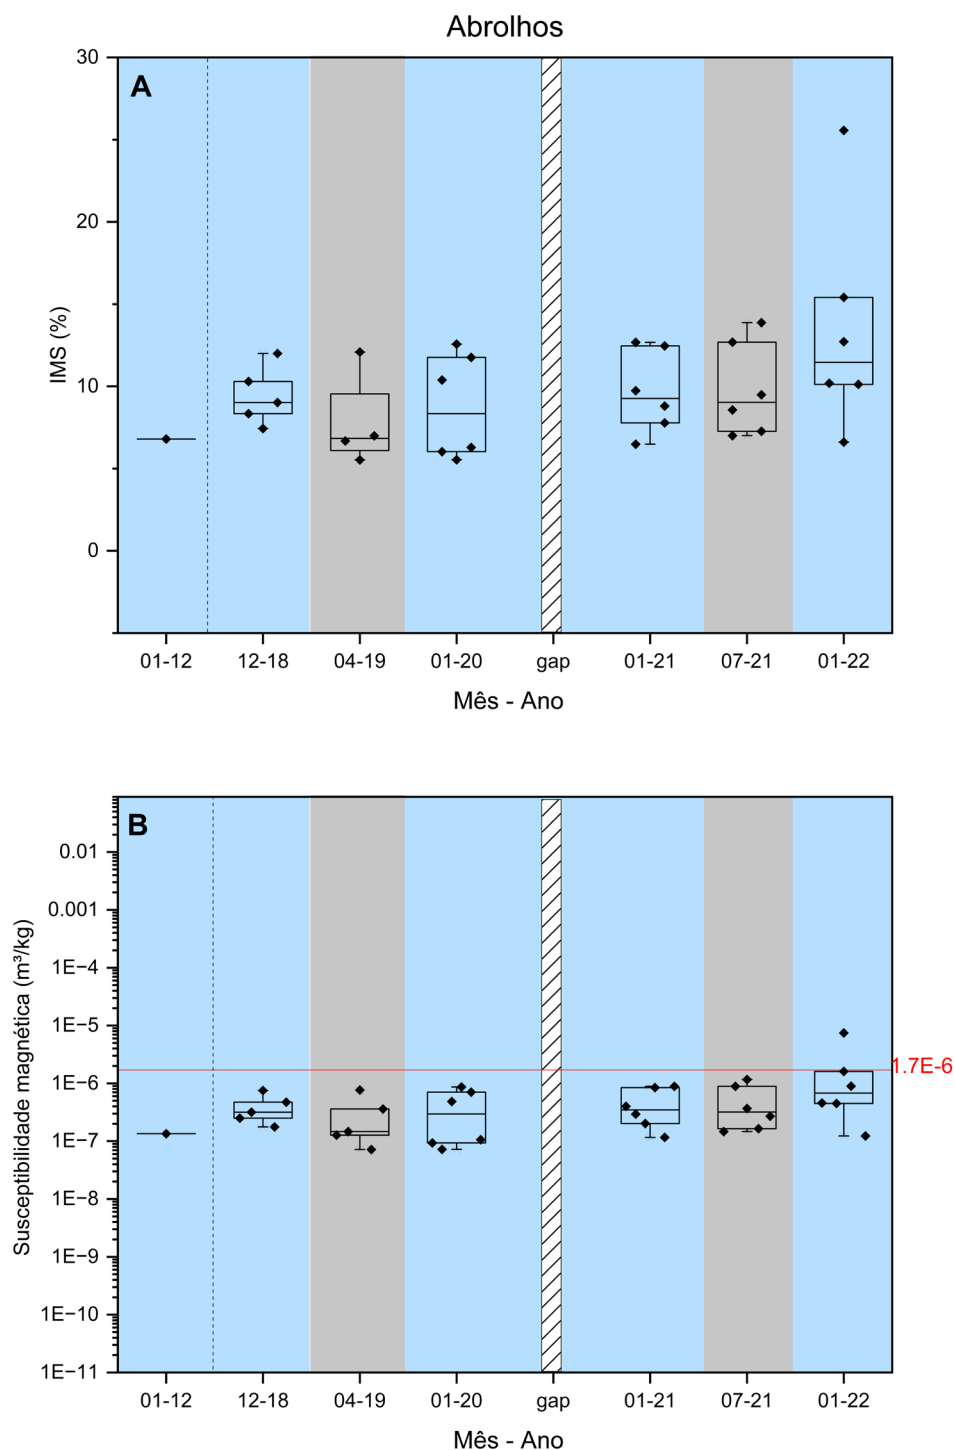 Abrolhos
A
30
20
10
0
IMS (%)
01-12 12-18 04-19 01-20 gap 01-21 07-21 01-22
Mês - Ano
B
0.01
0.001
1E−4
1E−5
1E−6
1E−7
1E−8
1E−9
1E−10
1E−11
1.7E-6
Susceptibilidade magnética (m³/kg)
01-12 12-18 04-19 01-20 gap 01-21 07-21 01-22
Mês - Ano